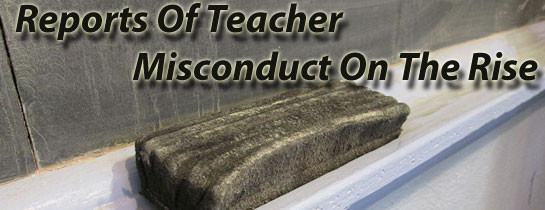 Reports Of Teacher
Misconduct On The Rise